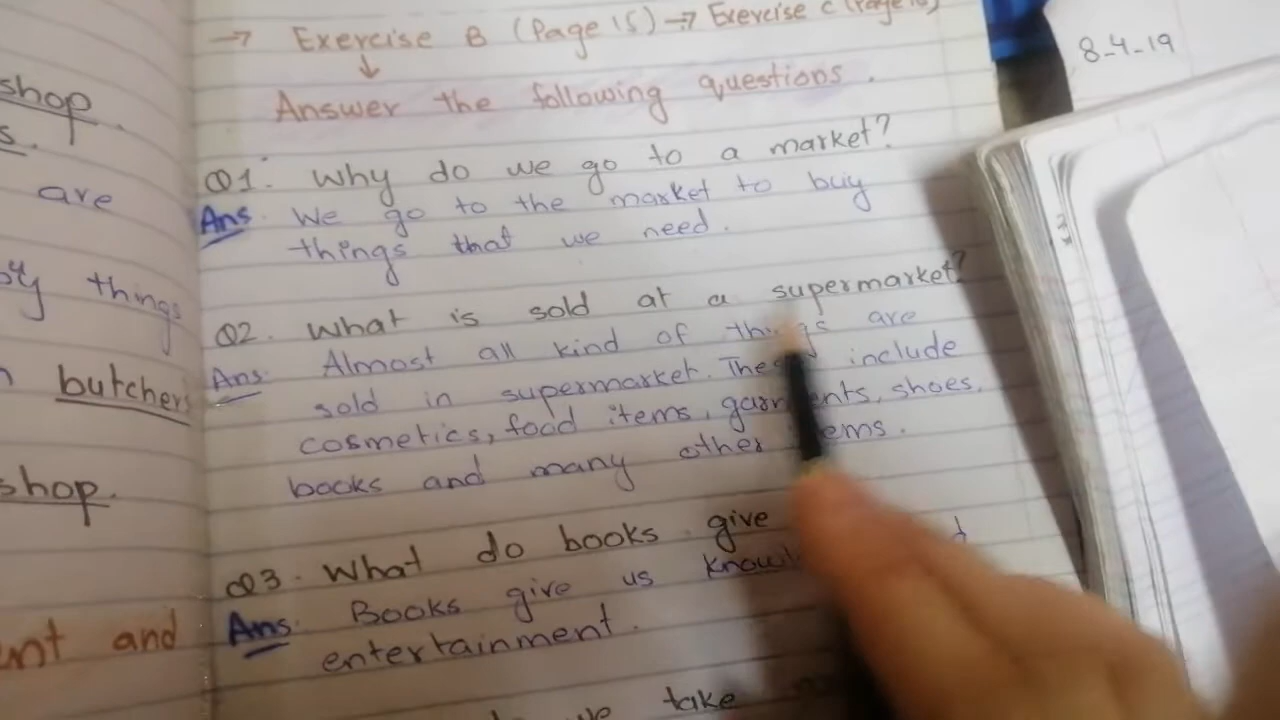 → Exercise B (Page 15) → Exercise C (Page
Answer the following questions.
Q1. Why do we go to a market?
Ans. We go to the market to buy
things that we need.
Q2. What is sold at a supermarket?
Ans. Almost all kind of things are
sold in supermarket. These include
cosmetics, food items, garments, shoes,
books and many other items.
Q3. What do books give
Ans. Books give us
entertainment.
we take
shop.
s.
are
things
butchers
shop.
and
8-4-19